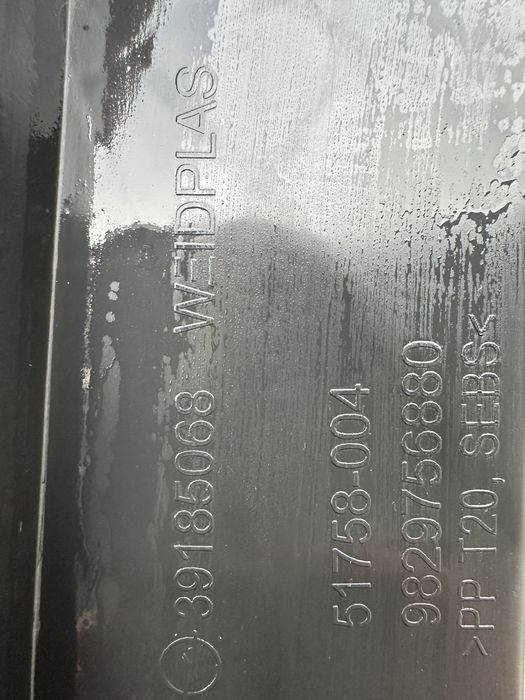 39185068 WEIDPLAS
51758-004
9829756880
>PP T20, SEBS<